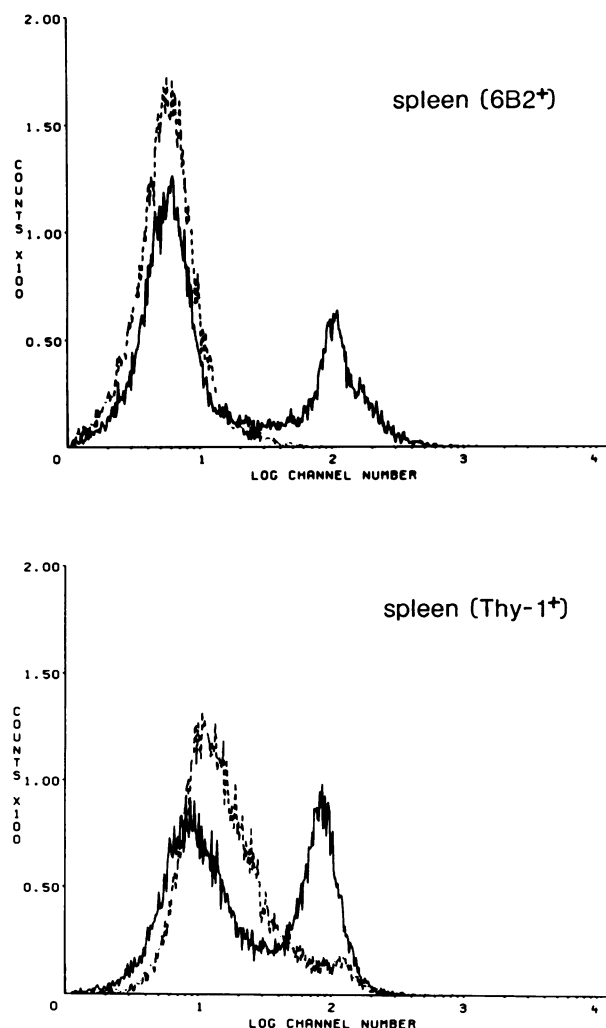 2.00
spleen (6B2⁺)
1.50
COUNTS X100
1.00
0.50
0 1 2 3 4
LOG CHANNEL NUMBER
2.00
spleen (Thy-1⁺)
1.50
COUNTS X100
1.00
0.50
0 1 2 3 4
LOG CHANNEL NUMBER